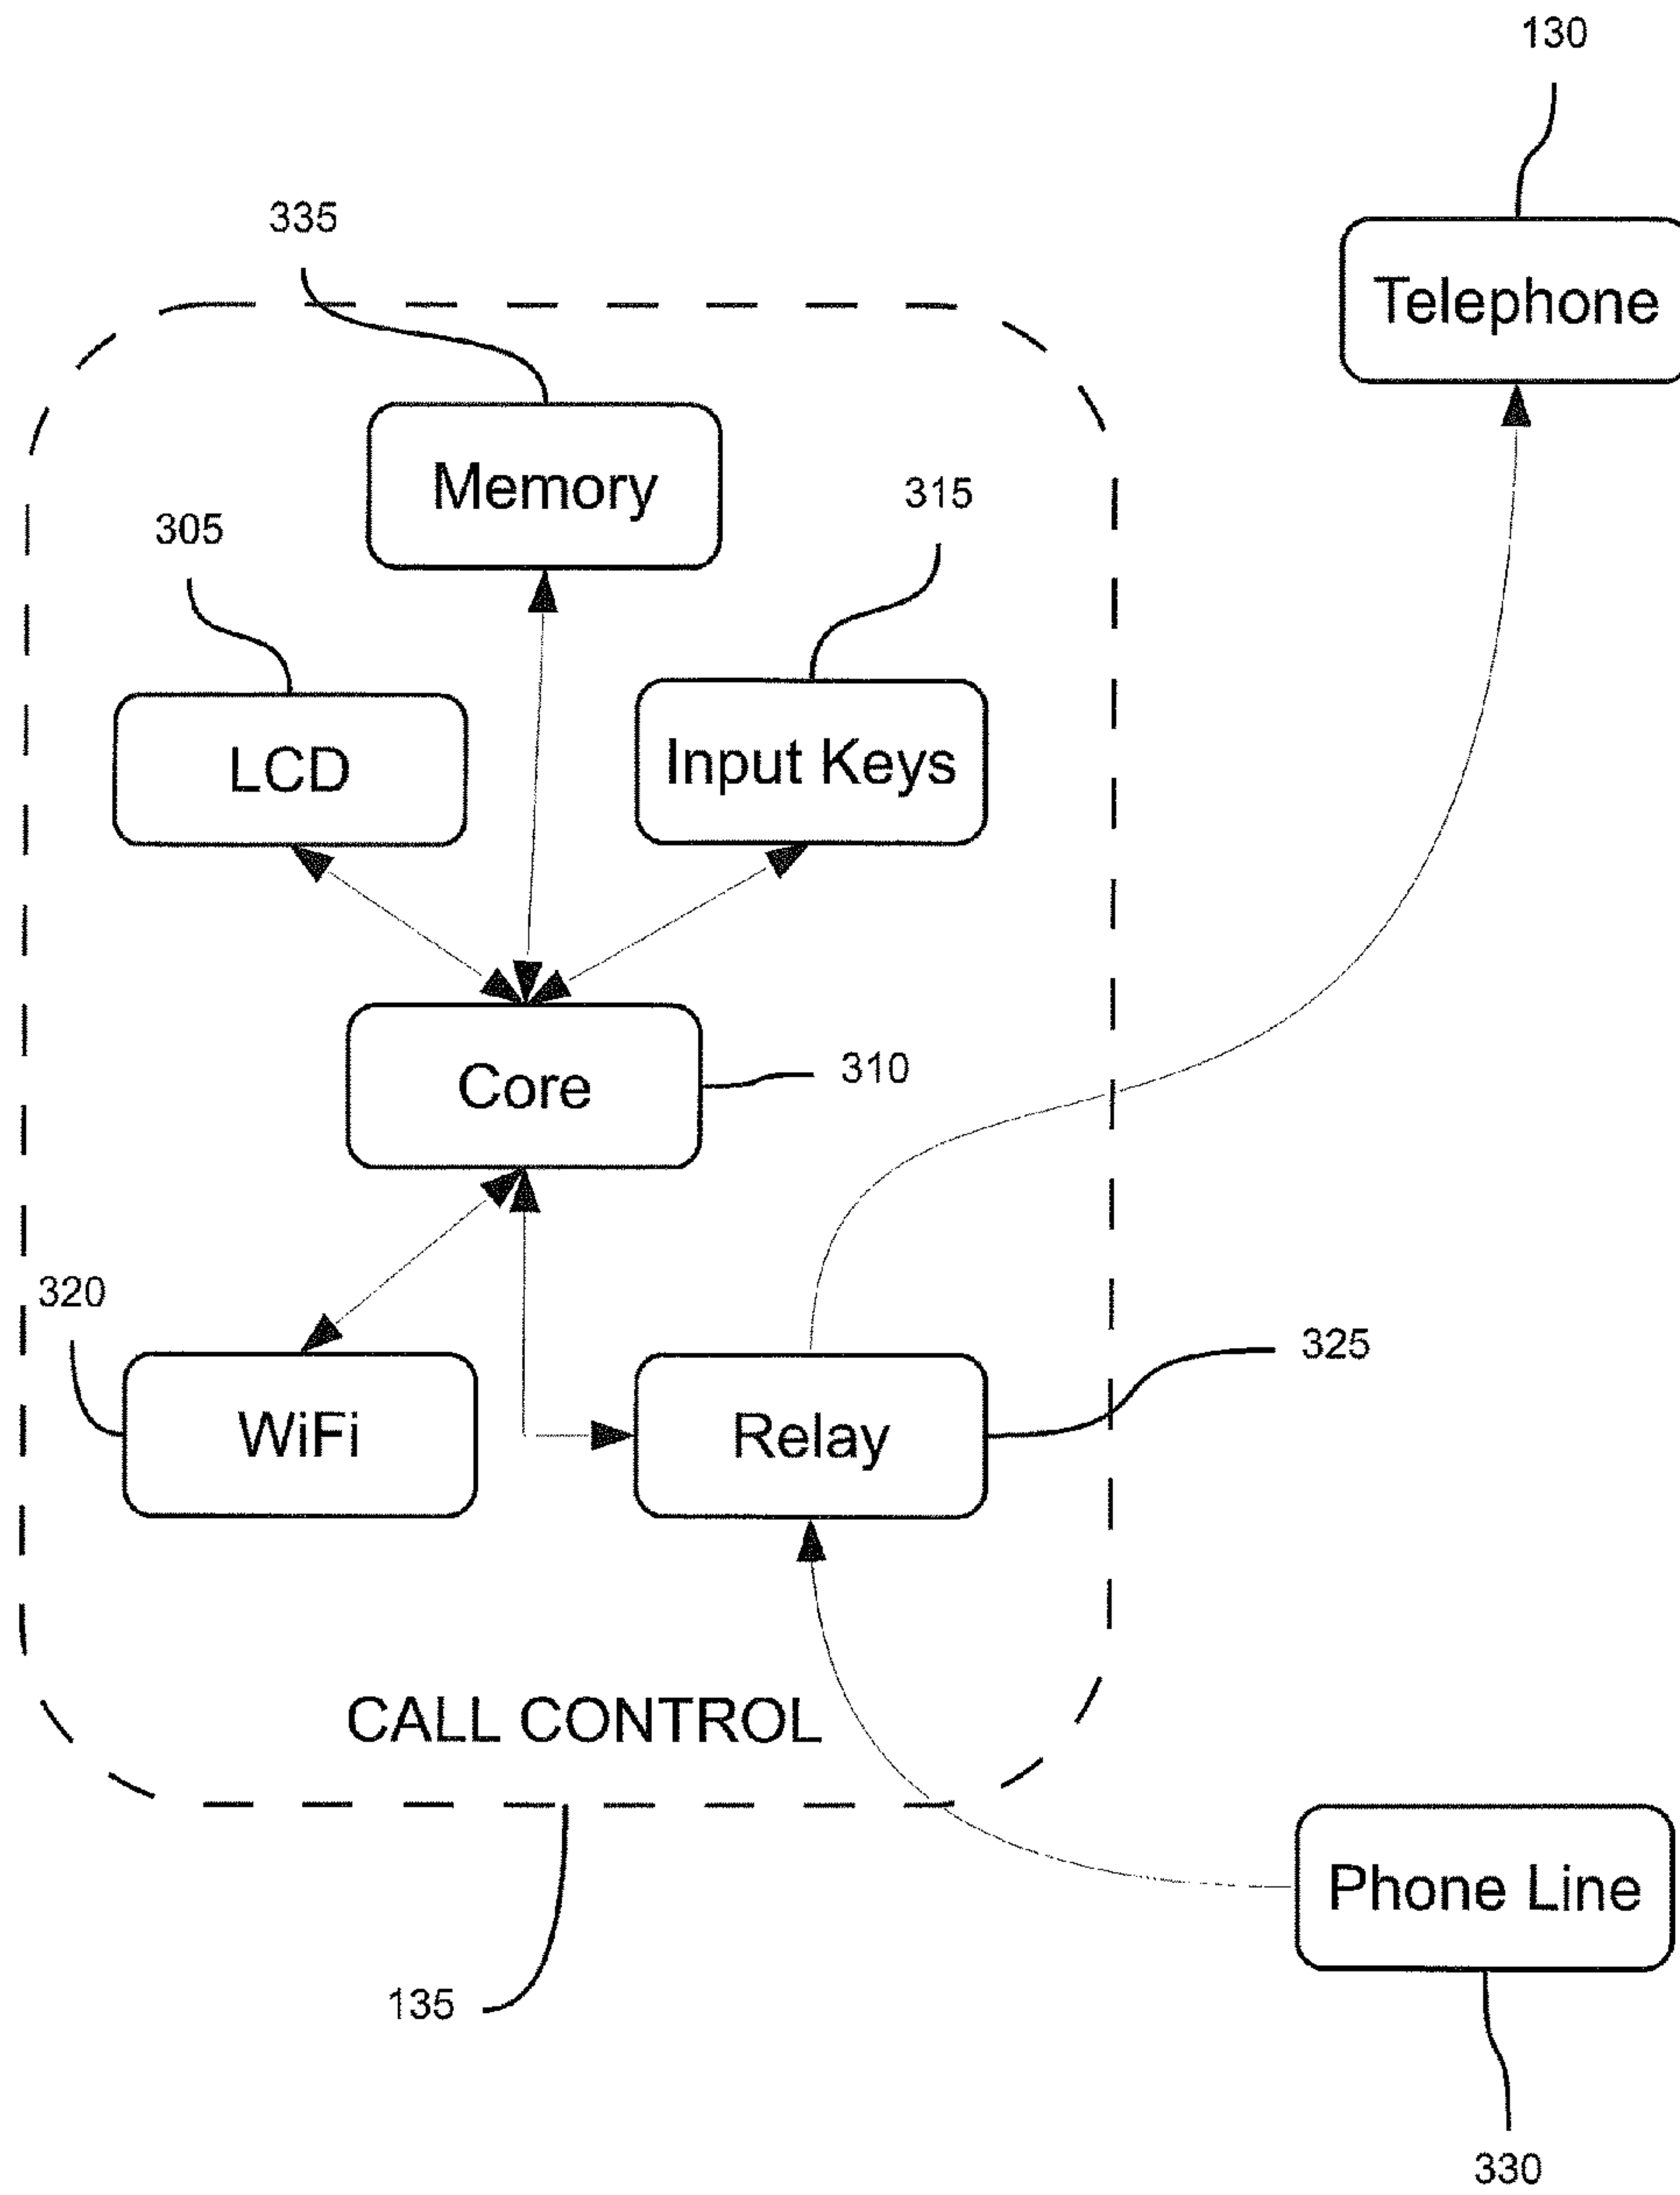 130
Telephone
335
Memory
315
305
Input Keys
LCD
Core
310
320
325
WiFi
Relay
CALL CONTROL
Phone Line
135
330